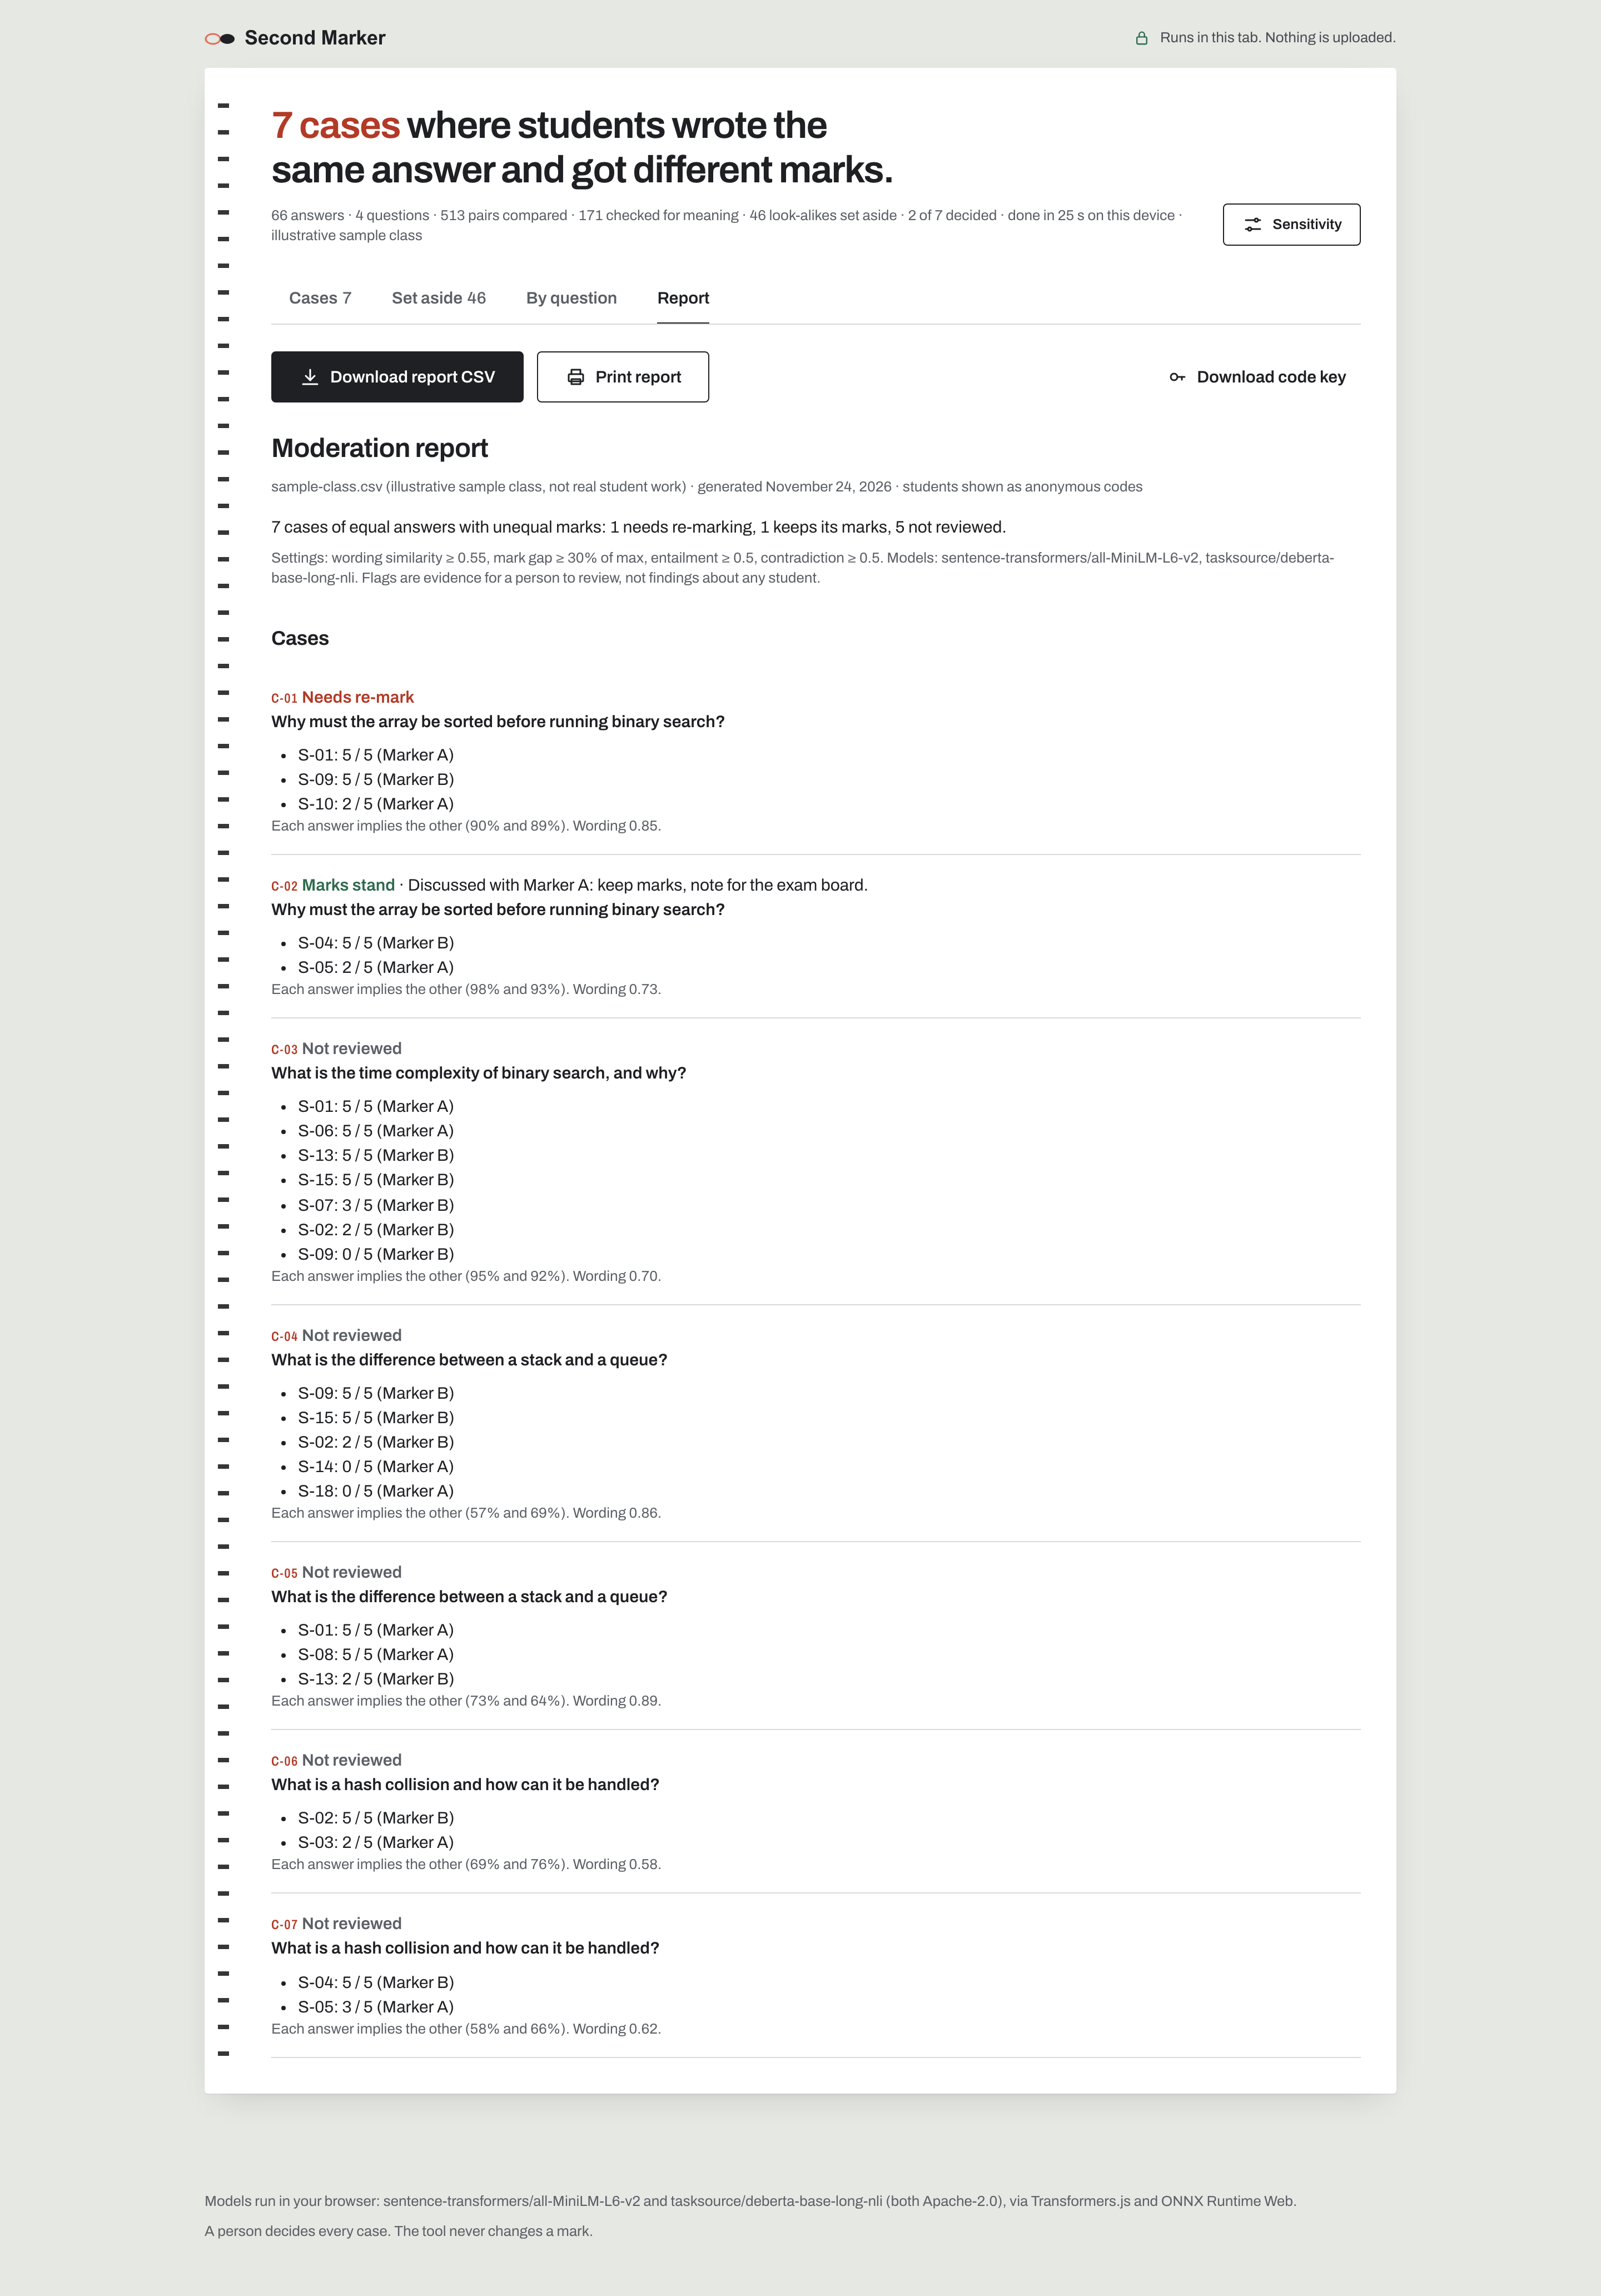 Second Marker
Runs in this tab. Nothing is uploaded.
7 cases where students wrote the
same answer and got different marks.
66 answers · 4 questions · 513 pairs compared · 171 checked for meaning · 46 look-alikes set aside · 2 of 7 decided · done in 25 s on this device ·
illustrative sample class
Sensitivity
Cases 7
Set aside 46
By question
Report
Download report CSV
Print report
Download code key
Moderation report
sample-class.csv (illustrative sample class, not real student work) · generated November 24, 2026 · students shown as anonymous codes
7 cases of equal answers with unequal marks: 1 needs re-marking, 1 keeps its marks, 5 not reviewed.
Settings: wording similarity ≥ 0.55, mark gap ≥ 30% of max, entailment ≥ 0.5, contradiction ≥ 0.5. Models: sentence-transformers/all-MiniLM-L6-v2, tasksource/deberta-
base-long-nli. Flags are evidence for a person to review, not findings about any student.
Cases
C-01 Needs re-mark
Why must the array be sorted before running binary search?
• S-01: 5 / 5 (Marker A)
• S-09: 5 / 5 (Marker B)
• S-10: 2 / 5 (Marker A)
Each answer implies the other (90% and 89%). Wording 0.85.
C-02 Marks stand · Discussed with Marker A: keep marks, note for the exam board.
Why must the array be sorted before running binary search?
• S-04: 5 / 5 (Marker B)
• S-05: 2 / 5 (Marker A)
Each answer implies the other (98% and 93%). Wording 0.73.
C-03 Not reviewed
What is the time complexity of binary search, and why?
• S-01: 5 / 5 (Marker A)
• S-06: 5 / 5 (Marker A)
• S-13: 5 / 5 (Marker B)
• S-15: 5 / 5 (Marker B)
• S-07: 3 / 5 (Marker B)
• S-02: 2 / 5 (Marker B)
• S-09: 0 / 5 (Marker B)
Each answer implies the other (95% and 92%). Wording 0.70.
C-04 Not reviewed
What is the difference between a stack and a queue?
• S-09: 5 / 5 (Marker B)
• S-15: 5 / 5 (Marker B)
• S-02: 2 / 5 (Marker B)
• S-14: 0 / 5 (Marker A)
• S-18: 0 / 5 (Marker A)
Each answer implies the other (57% and 69%). Wording 0.86.
C-05 Not reviewed
What is the difference between a stack and a queue?
• S-01: 5 / 5 (Marker A)
• S-08: 5 / 5 (Marker A)
• S-13: 2 / 5 (Marker B)
Each answer implies the other (73% and 64%). Wording 0.89.
C-06 Not reviewed
What is a hash collision and how can it be handled?
• S-02: 5 / 5 (Marker B)
• S-03: 2 / 5 (Marker A)
Each answer implies the other (69% and 76%). Wording 0.58.
C-07 Not reviewed
What is a hash collision and how can it be handled?
• S-04: 5 / 5 (Marker B)
• S-05: 3 / 5 (Marker A)
Each answer implies the other (58% and 66%). Wording 0.62.
Models run in your browser: sentence-transformers/all-MiniLM-L6-v2 and tasksource/deberta-base-long-nli (both Apache-2.0), via Transformers.js and ONNX Runtime Web.
A person decides every case. The tool never changes a mark.